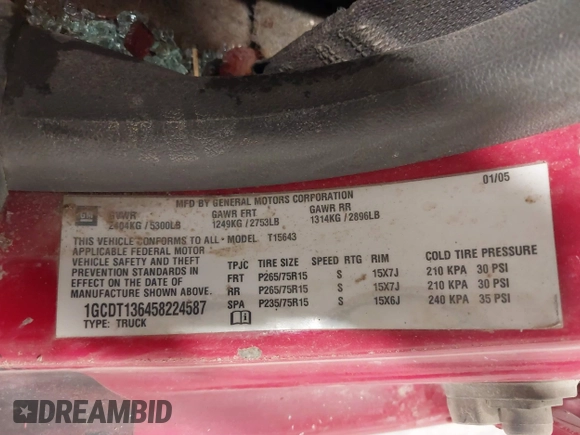 MFD BY GENERAL MOTORS CORPORATION 01/05
GM GVWR GAWR FRT GAWR RR
2404KG / 5300LB 1249KG / 2753LB 1314KG / 2896LB
THIS VEHICLE CONFORMS TO ALL - MODEL T15643
APPLICABLE FEDERAL MOTOR
VEHICLE SAFETY AND THEFT
PREVENTION STANDARDS IN
EFFECT ON THE DATE OF
MANUFACTURE SHOWN ABOVE.
1GCDT136458224587
TYPE: TRUCK
TPJC TIRE SIZE SPEED RTG RIM COLD TIRE PRESSURE
FRT P265/75R15 S 15X7J 210 KPA 30 PSI
RR P265/75R15 S 15X7J 210 KPA 30 PSI
SPA P235/75R15 S 15X6J 240 KPA 35 PSI
DREAMBID